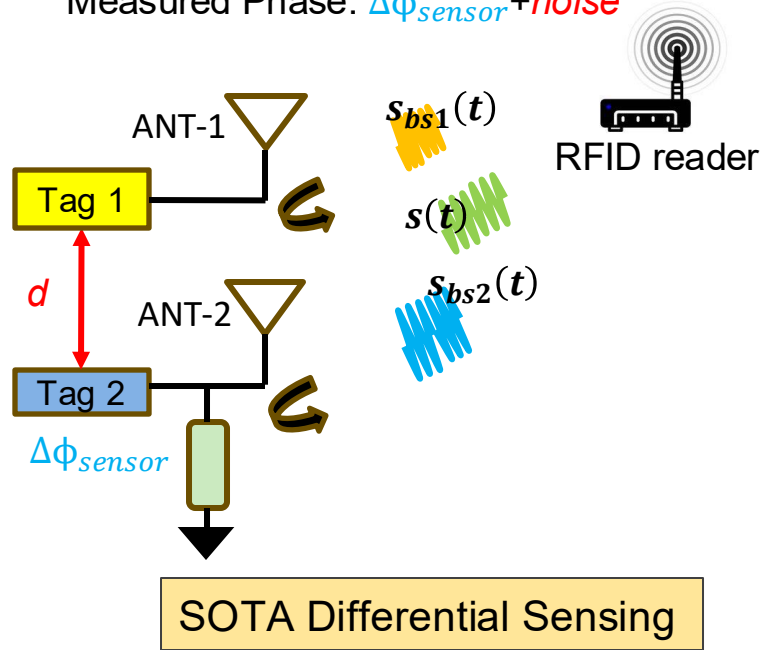 Measured Phase: Δϕsensor+noise
ANT-1
sbs1(t)
RFID reader
Tag 1
s(t)
d
ANT-2
sbs2(t)
Tag 2
Δϕsensor
SOTA Differential Sensing